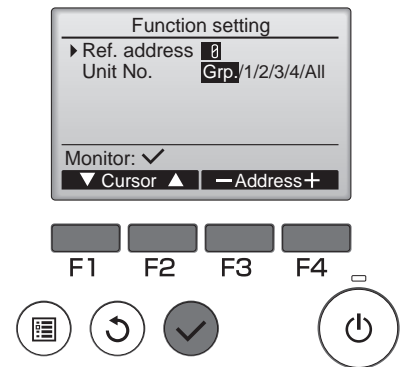 Function setting
Ref. address 0
Unit No. Grp./1/2/3/4/All
Monitor:
Cursor −Address+
F1 F2 F3 F4